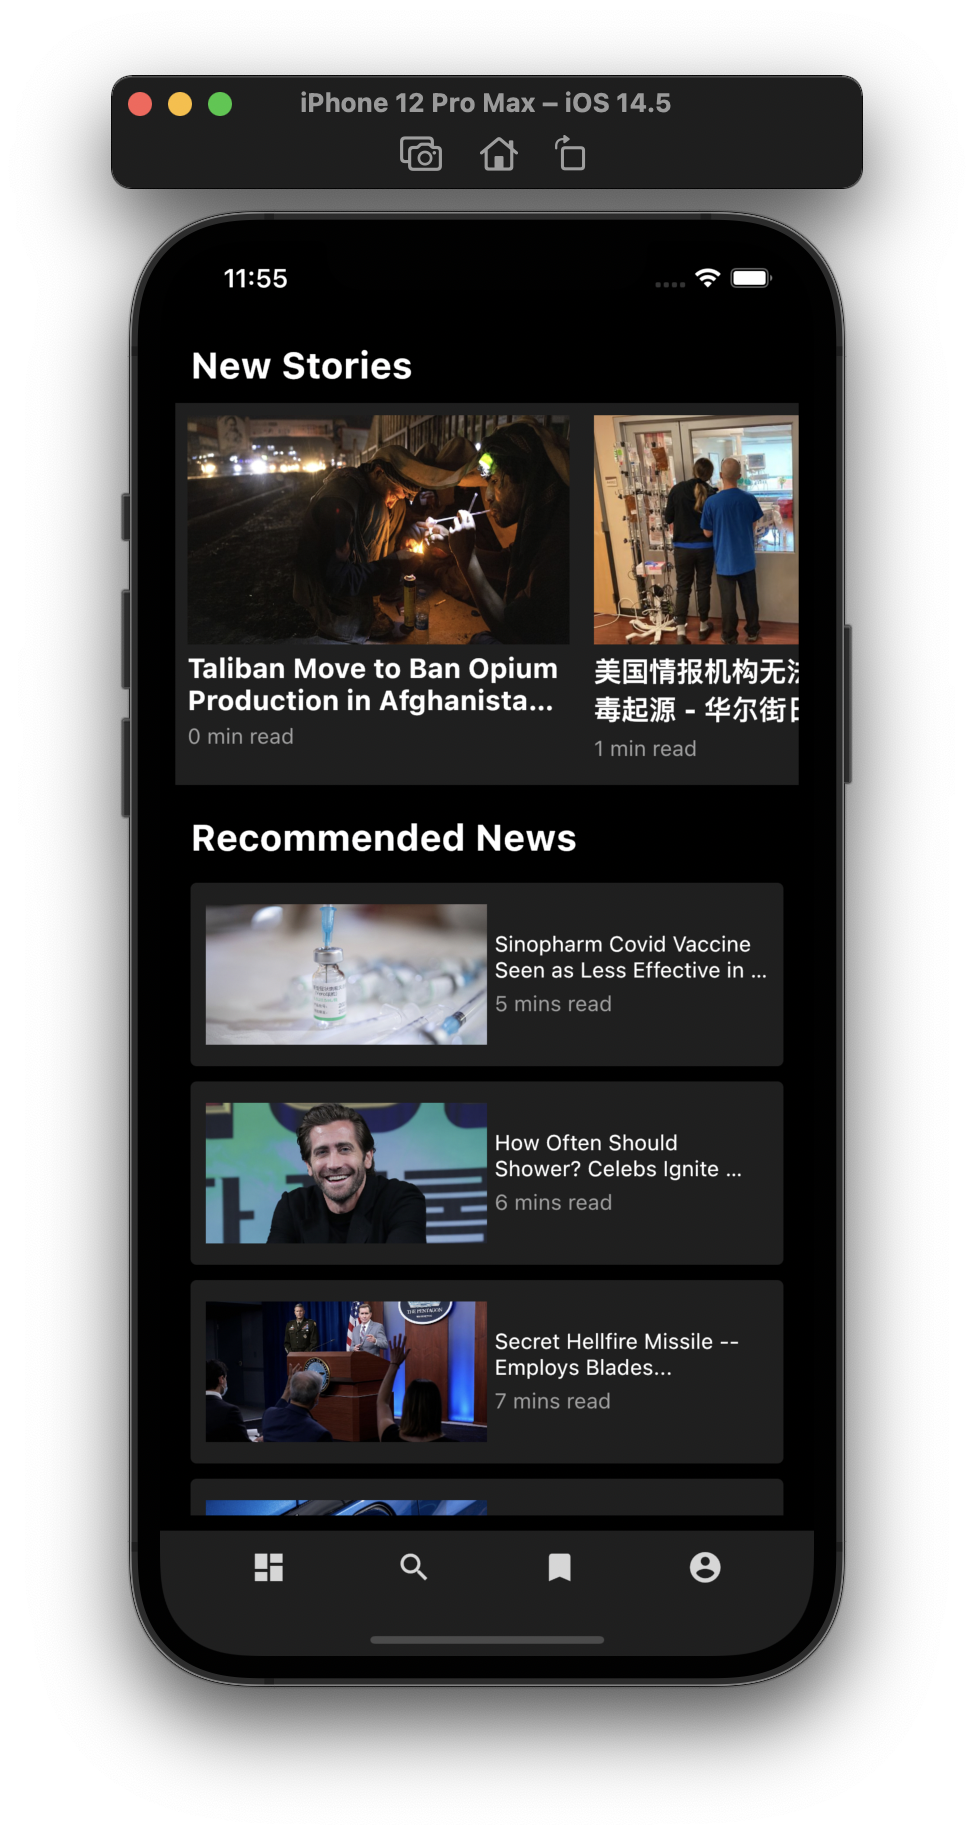 iPhone 12 Pro Max – iOS 14.5
11:55
New Stories
Taliban Move to Ban Opium
Production in Afghanista...
0 min read
美国情报机构无法
毒起源 - 华尔街日
1 min read
Recommended News
Sinopharm Covid Vaccine
Seen as Less Effective in ...
5 mins read
How Often Should
Shower? Celebs Ignite ...
6 mins read
THE PENTAGON
Secret Hellfire Missile --
Employs Blades...
7 mins read